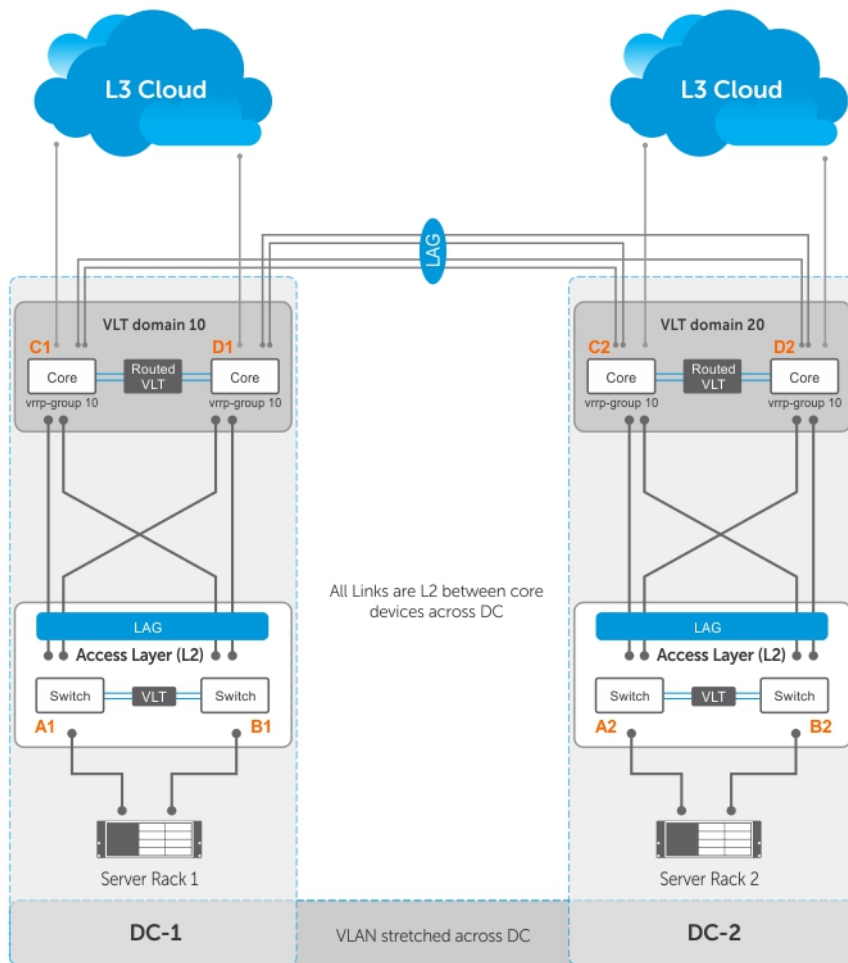 L3 Cloud
L3 Cloud
LAG
VLT domain 10
C1
D1
Core
Routed
VLT
Core
vrrp-group 10
vrrp-group 10
VLT domain 20
C2
D2
Core
Routed
VLT
Core
vrrp-group 10
vrrp-group 10
All Links are L2 between core
devices across DC
LAG
Access Layer (L2)
Switch
VLT
Switch
A1
B1
Server Rack 1
LAG
Access Layer (L2)
Switch
VLT
Switch
A2
B2
Server Rack 2
DC-1
VLAN stretched across DC
DC-2